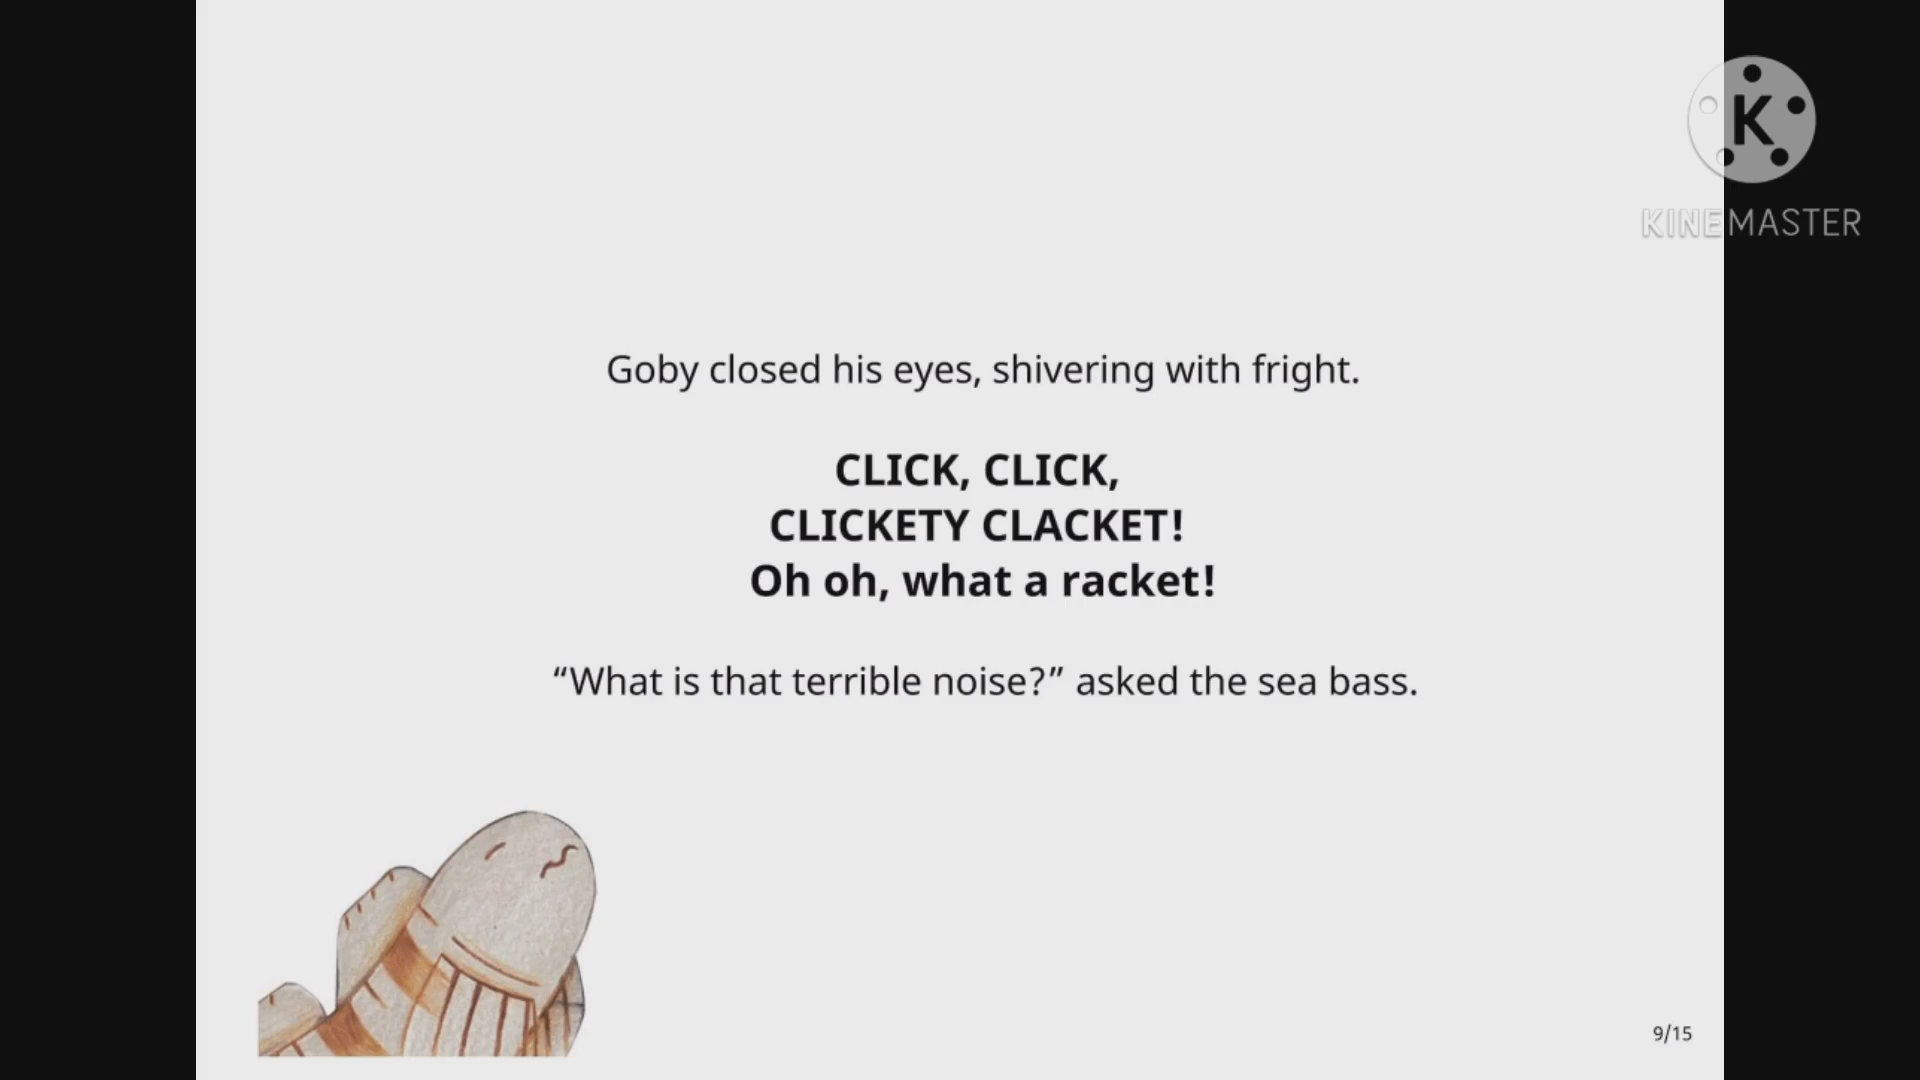 K
KINEMASTER
Goby closed his eyes, shivering with fright.
CLICK, CLICK,
CLICKETY CLACKET!
Oh oh, what a racket!
“What is that terrible noise?” asked the sea bass.
9/15